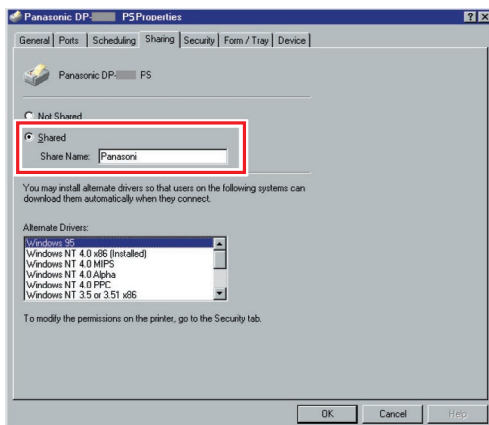 Panasonic DP- PS Properties
General Ports Scheduling Sharing Security Form / Tray Device
Panasonic DP- PS
Not Shared
Shared
Share Name: Panasoni
You may install alternate drivers so that users on the following systems can
download them automatically when they connect.
Alternate Drivers:
Windows 95
Windows NT 4.0 x86 (Installed)
Windows NT 4.0 MIPS
Windows NT 4.0 Alpha
Windows NT 4.0 PPC
Windows NT 3.5 or 3.51 x86
To modify the permissions on the printer, go to the Security tab.
OK Cancel Help